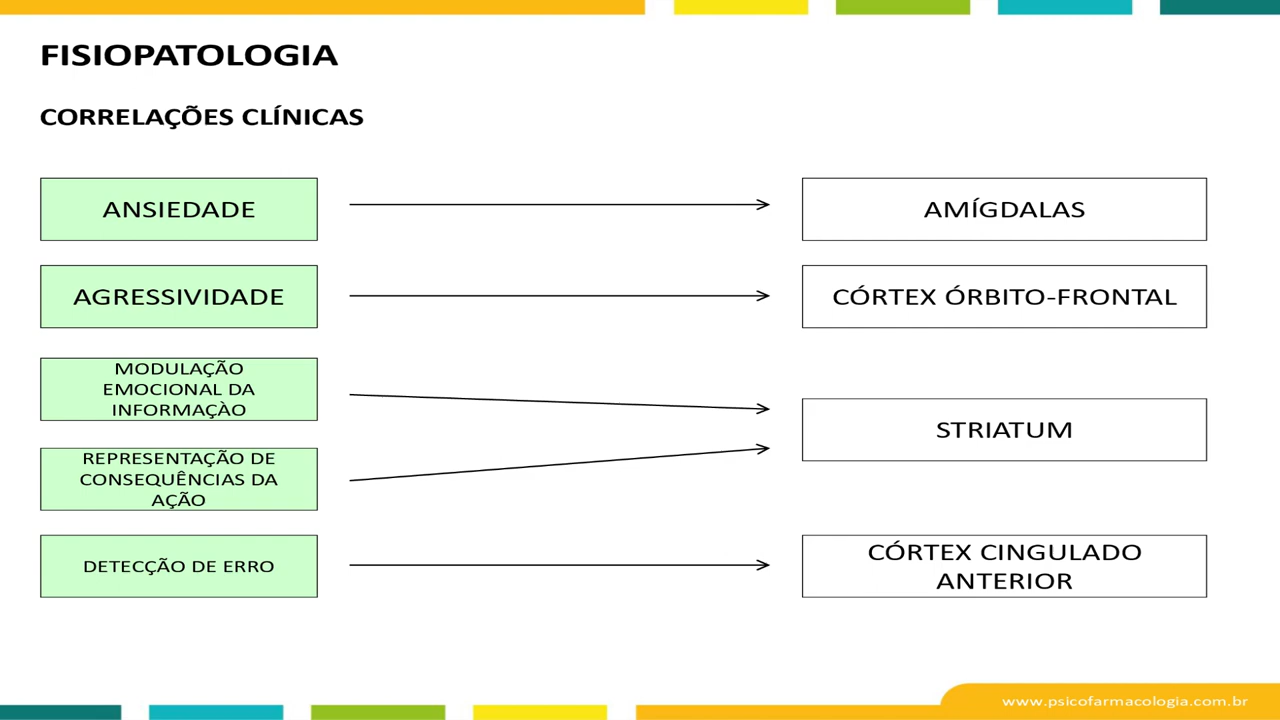 FISIOPATOLOGIA
CORRELAÇÕES CLÍNICAS
ANSIEDADE
AMÍGDALAS
AGRESSIVIDADE
CÓRTEX ÓRBITO-FRONTAL
MODULAÇÃO
EMOCIONAL DA
INFORMAÇÀO
STRIATUM
REPRESENTAÇÃO DE
CONSEQUÊNCIAS DA
AÇÃO
DETECÇÃO DE ERRO
CÓRTEX CINGULADO
ANTERIOR
www.psicofarmacologia.com.br